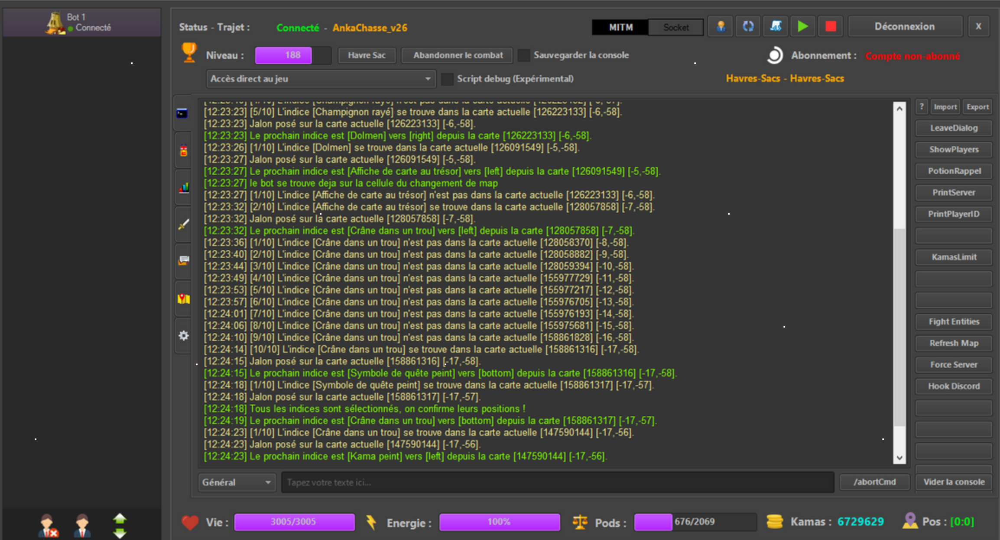 Bot 1
Connecté
Status - Trajet : Connecté - AnkaChasse_v26
MITM Socket Déconnexion X
Niveau : 188 Havre Sac Abandonner le combat Sauvegarder la console Abonnement : Compte non-abonné
Accès direct au jeu Script debug (Expérimental) Havres-Sacs - Havres-Sacs
[12:23:23] [5/10] L'indice [Champignon rayé] se trouve dans la carte actuelle [126223133] [-6,-58].
[12:23:23] Jalon posé sur la carte actuelle [126223133] [-6,-58].
[12:23:23] Le prochain indice est [Dolmen] vers [right] depuis la carte [126223133] [-6,-58].
[12:23:26] [1/10] L'indice [Dolmen] se trouve dans la carte actuelle [126091549] [-5,-58].
[12:23:27] Jalon posé sur la carte actuelle [126091549] [-5,-58].
[12:23:27] Le prochain indice est [Affiche de carte au trésor] vers [left] depuis la carte [126091549] [-5,-58].
[12:23:27] le bot se trouve deja sur la cellule du changement de map
[12:23:27] [1/10] L'indice [Affiche de carte au trésor] n'est pas dans la carte actuelle [126223133] [-6,-58].
[12:23:32] [2/10] L'indice [Affiche de carte au trésor] se trouve dans la carte actuelle [128057858] [-7,-58].
[12:23:32] Jalon posé sur la carte actuelle [128057858] [-7,-58].
[12:23:32] Le prochain indice est [Crâne dans un trou] vers [left] depuis la carte [128057858] [-7,-58].
[12:23:36] [1/10] L'indice [Crâne dans un trou] n'est pas dans la carte actuelle [128058370] [-8,-58].
[12:23:40] [2/10] L'indice [Crâne dans un trou] n'est pas dans la carte actuelle [128058882] [-9,-58].
[12:23:44] [3/10] L'indice [Crâne dans un trou] n'est pas dans la carte actuelle [128059394] [-10,-58].
[12:23:49] [4/10] L'indice [Crâne dans un trou] n'est pas dans la carte actuelle [155977729] [-11,-58].
[12:23:53] [5/10] L'indice [Crâne dans un trou] n'est pas dans la carte actuelle [155977217] [-12,-58].
[12:23:57] [6/10] L'indice [Crâne dans un trou] n'est pas dans la carte actuelle [155976705] [-13,-58].
[12:24:01] [7/10] L'indice [Crâne dans un trou] n'est pas dans la carte actuelle [155976193] [-14,-58].
[12:24:06] [8/10] L'indice [Crâne dans un trou] n'est pas dans la carte actuelle [155975681] [-15,-58].
[12:24:10] [9/10] L'indice [Crâne dans un trou] n'est pas dans la carte actuelle [158861828] [-16,-58].
[12:24:14] [10/10] L'indice [Crâne dans un trou] se trouve dans la carte actuelle [158861316] [-17,-58].
[12:24:15] Jalon posé sur la carte actuelle [158861316] [-17,-58].
[12:24:15] Le prochain indice est [Symbole de quête peint] vers [bottom] depuis la carte [158861316] [-17,-58].
[12:24:18] [1/10] L'indice [Symbole de quête peint] se trouve dans la carte actuelle [158861317] [-17,-57].
[12:24:18] Jalon posé sur la carte actuelle [158861317] [-17,-57].
[12:24:18] Tous les indices sont sélectionnés, on confirme leurs positions !
[12:24:19] Le prochain indice est [Crâne dans un trou] vers [bottom] depuis la carte [158861317] [-17,-57].
[12:24:23] [1/10] L'indice [Crâne dans un trou] se trouve dans la carte actuelle [147590144] [-17,-56].
[12:24:23] Jalon posé sur la carte actuelle [147590144] [-17,-56].
[12:24:23] Le prochain indice est [Kama peint] vers [left] depuis la carte [147590144] [-17,-56].
? Import Export
LeaveDialog
ShowPlayers
PotionRappel
PrintServer
PrintPlayerID
KamasLimit
Fight Entities
Refresh Map
Force Server
Hook Discord
Général Tapez votre texte ici... /abortCmd Vider la console
Vie : 3005/3005 Energie : 100% Pods : 676/2069 Kamas : 6729629 Pos : [0:0]